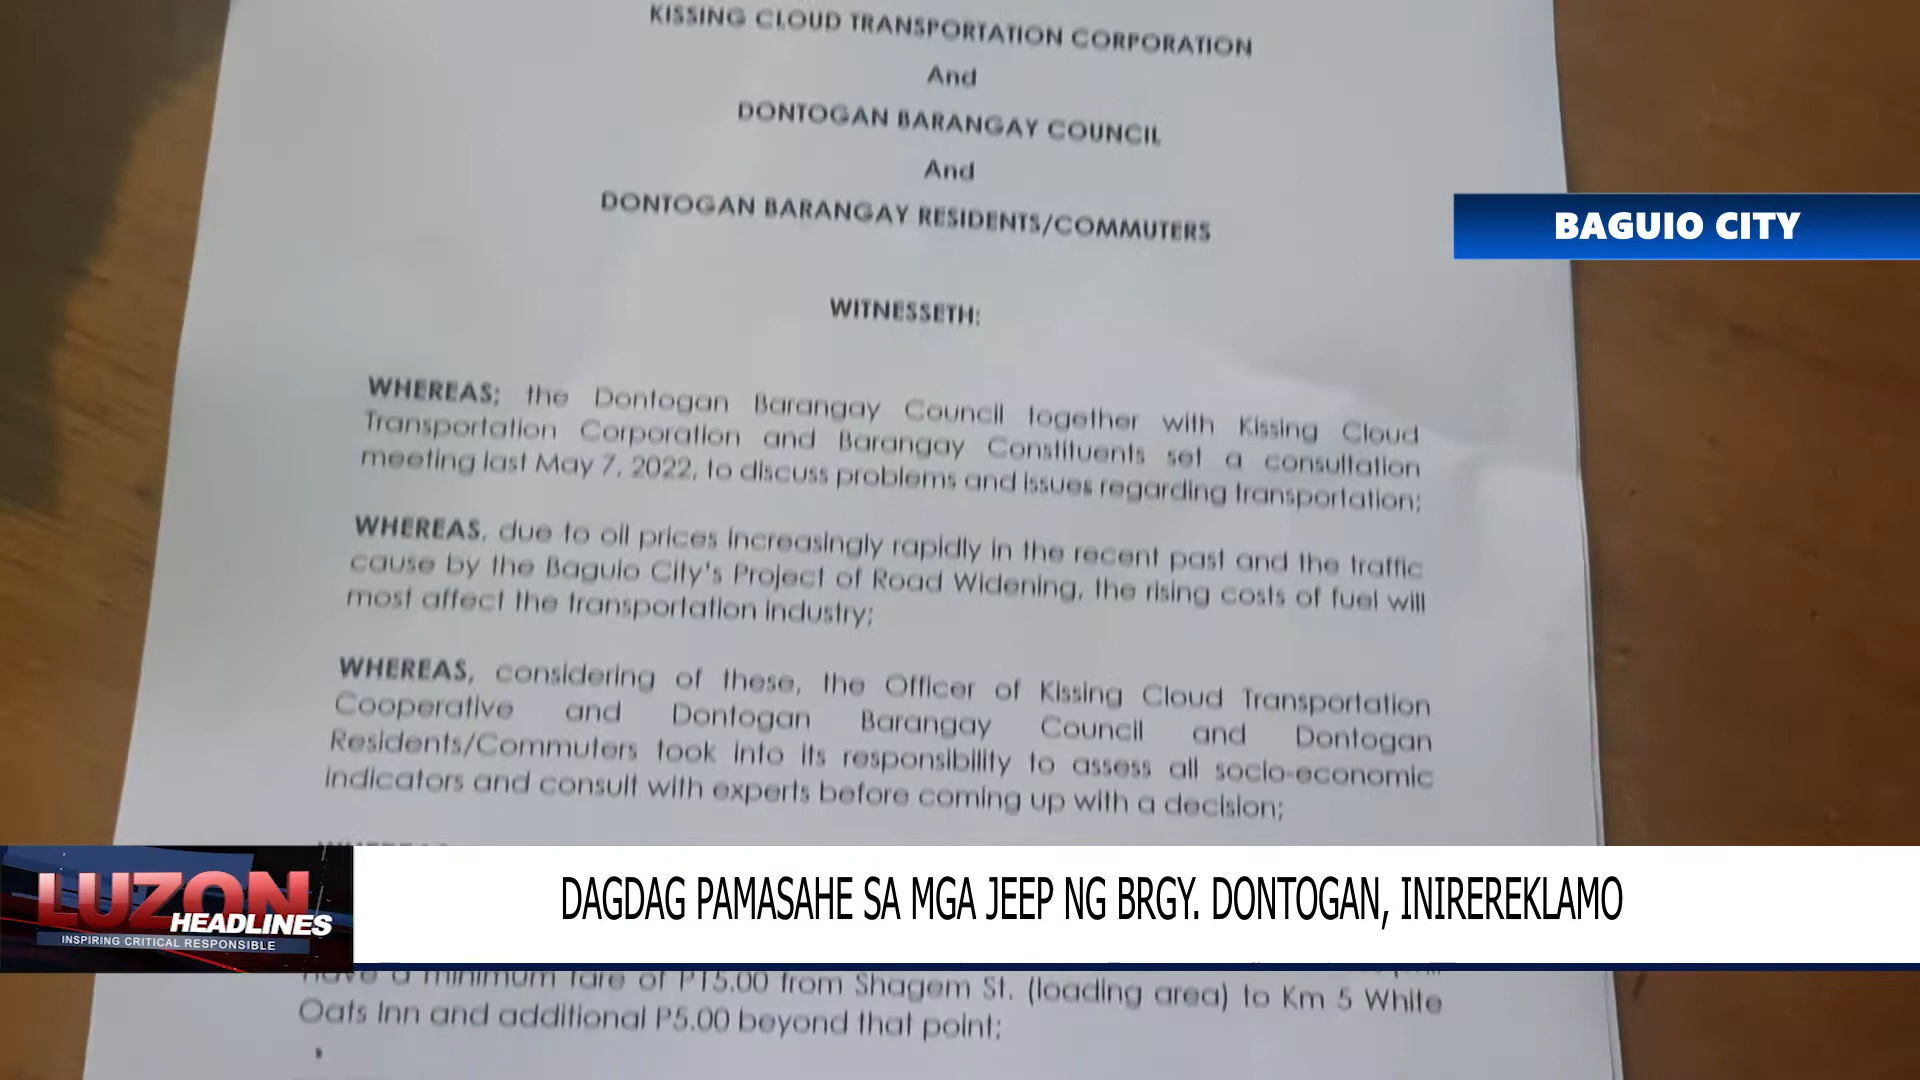 KISSING CLOUD TRANSPORTATION CORPORATION
And
DONTOGAN BARANGAY COUNCIL
And
DONTOGAN BARANGAY RESIDENTS/COMMUTERS
BAGUIO CITY
WITNESSETH:
WHEREAS; the Dontogan Barangay Council together with Kissing Cloud
Transportation Corporation and Barangay Constituents set a consultation
meeting last May 7, 2022, to discuss problems and issues regarding transportation;
WHEREAS, due to oil prices increasingly rapidly in the recent past and the traffic
cause by the Baguio City's Project of Road Widening, the rising costs of fuel will
most affect the transportation industry;
WHEREAS, considering of these, the Officer of Kissing Cloud Transportation
Cooperative and Dontogan Barangay Council and Dontogan
Residents/Commuters took into its responsibility to assess all socio-economic
indicators and consult with experts before coming up with a decision;
LUZON
HEADLINES
INSPIRING CRITICAL RESPONSIBLE
DAGDAG PAMASAHE SA MGA JEEP NG BRGY. DONTOGAN, INIREREKLAMO
have a minimum fare of P15.00 from Shagem St. (loading area) to Km 5 White
Oats Inn and additional P5.00 beyond that point;